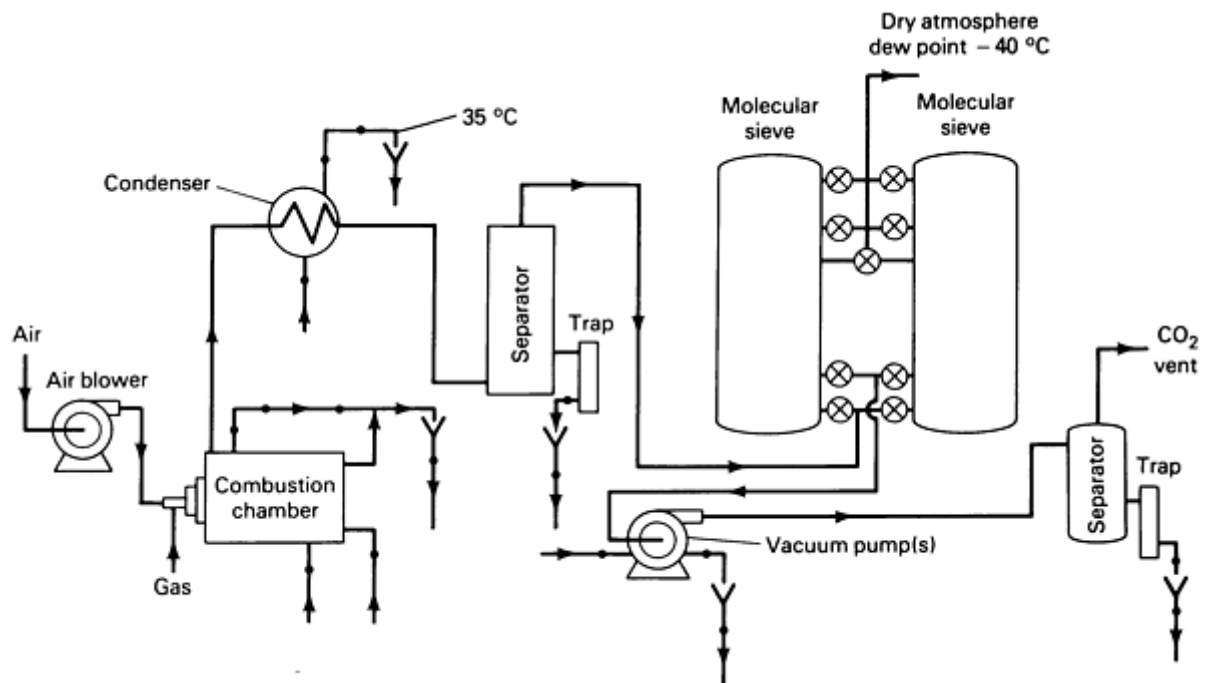 Dry atmosphere
dew point – 40 °C
Molecular
sieve
Molecular
sieve
35 °C
Condenser
Separator
Trap
Air
Air blower
CO₂
vent
Combustion
chamber
Separator
Trap
Vacuum pump(s)
Gas